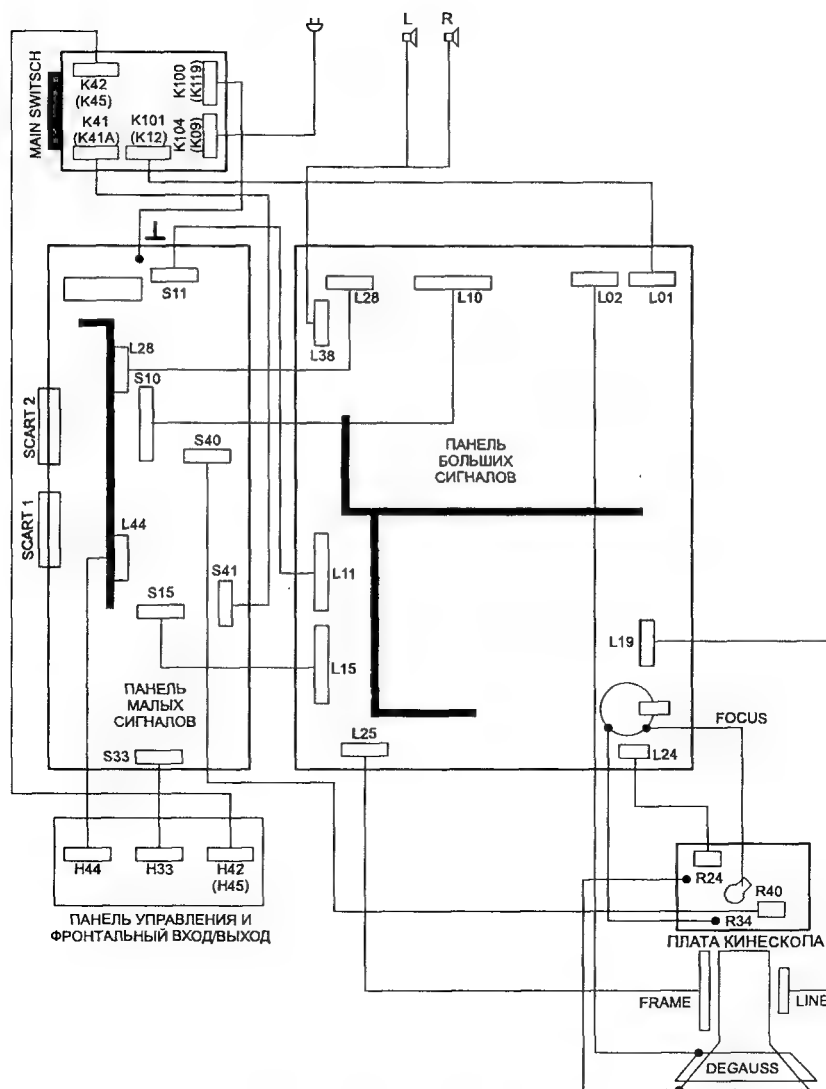 L R
MAIN SWITSCH
K42
(K45)
K100
(K119)
K41
(K41A)
K101
(K12)
K104
(K09)
S11
L28
L10
L02
L01
L38
L28
S10
SCART 2
S40
ПАНЕЛЬ
БОЛЬШИХ
СИГНАЛОВ
SCART 1
L44
S41
L11
S15
L19
L15
ПАНЕЛЬ
МАЛЫХ
СИГНАЛОВ
FOCUS
L25
S33
L24
H44
H33
H42
(H45)
R24
R40
R34
ПАНЕЛЬ УПРАВЛЕНИЯ И
ФРОНТАЛЬНЫЙ ВХОД/ВЫХОД
ПЛАТА КИНЕСКОПА
FRAME
LINE
DEGAUSS